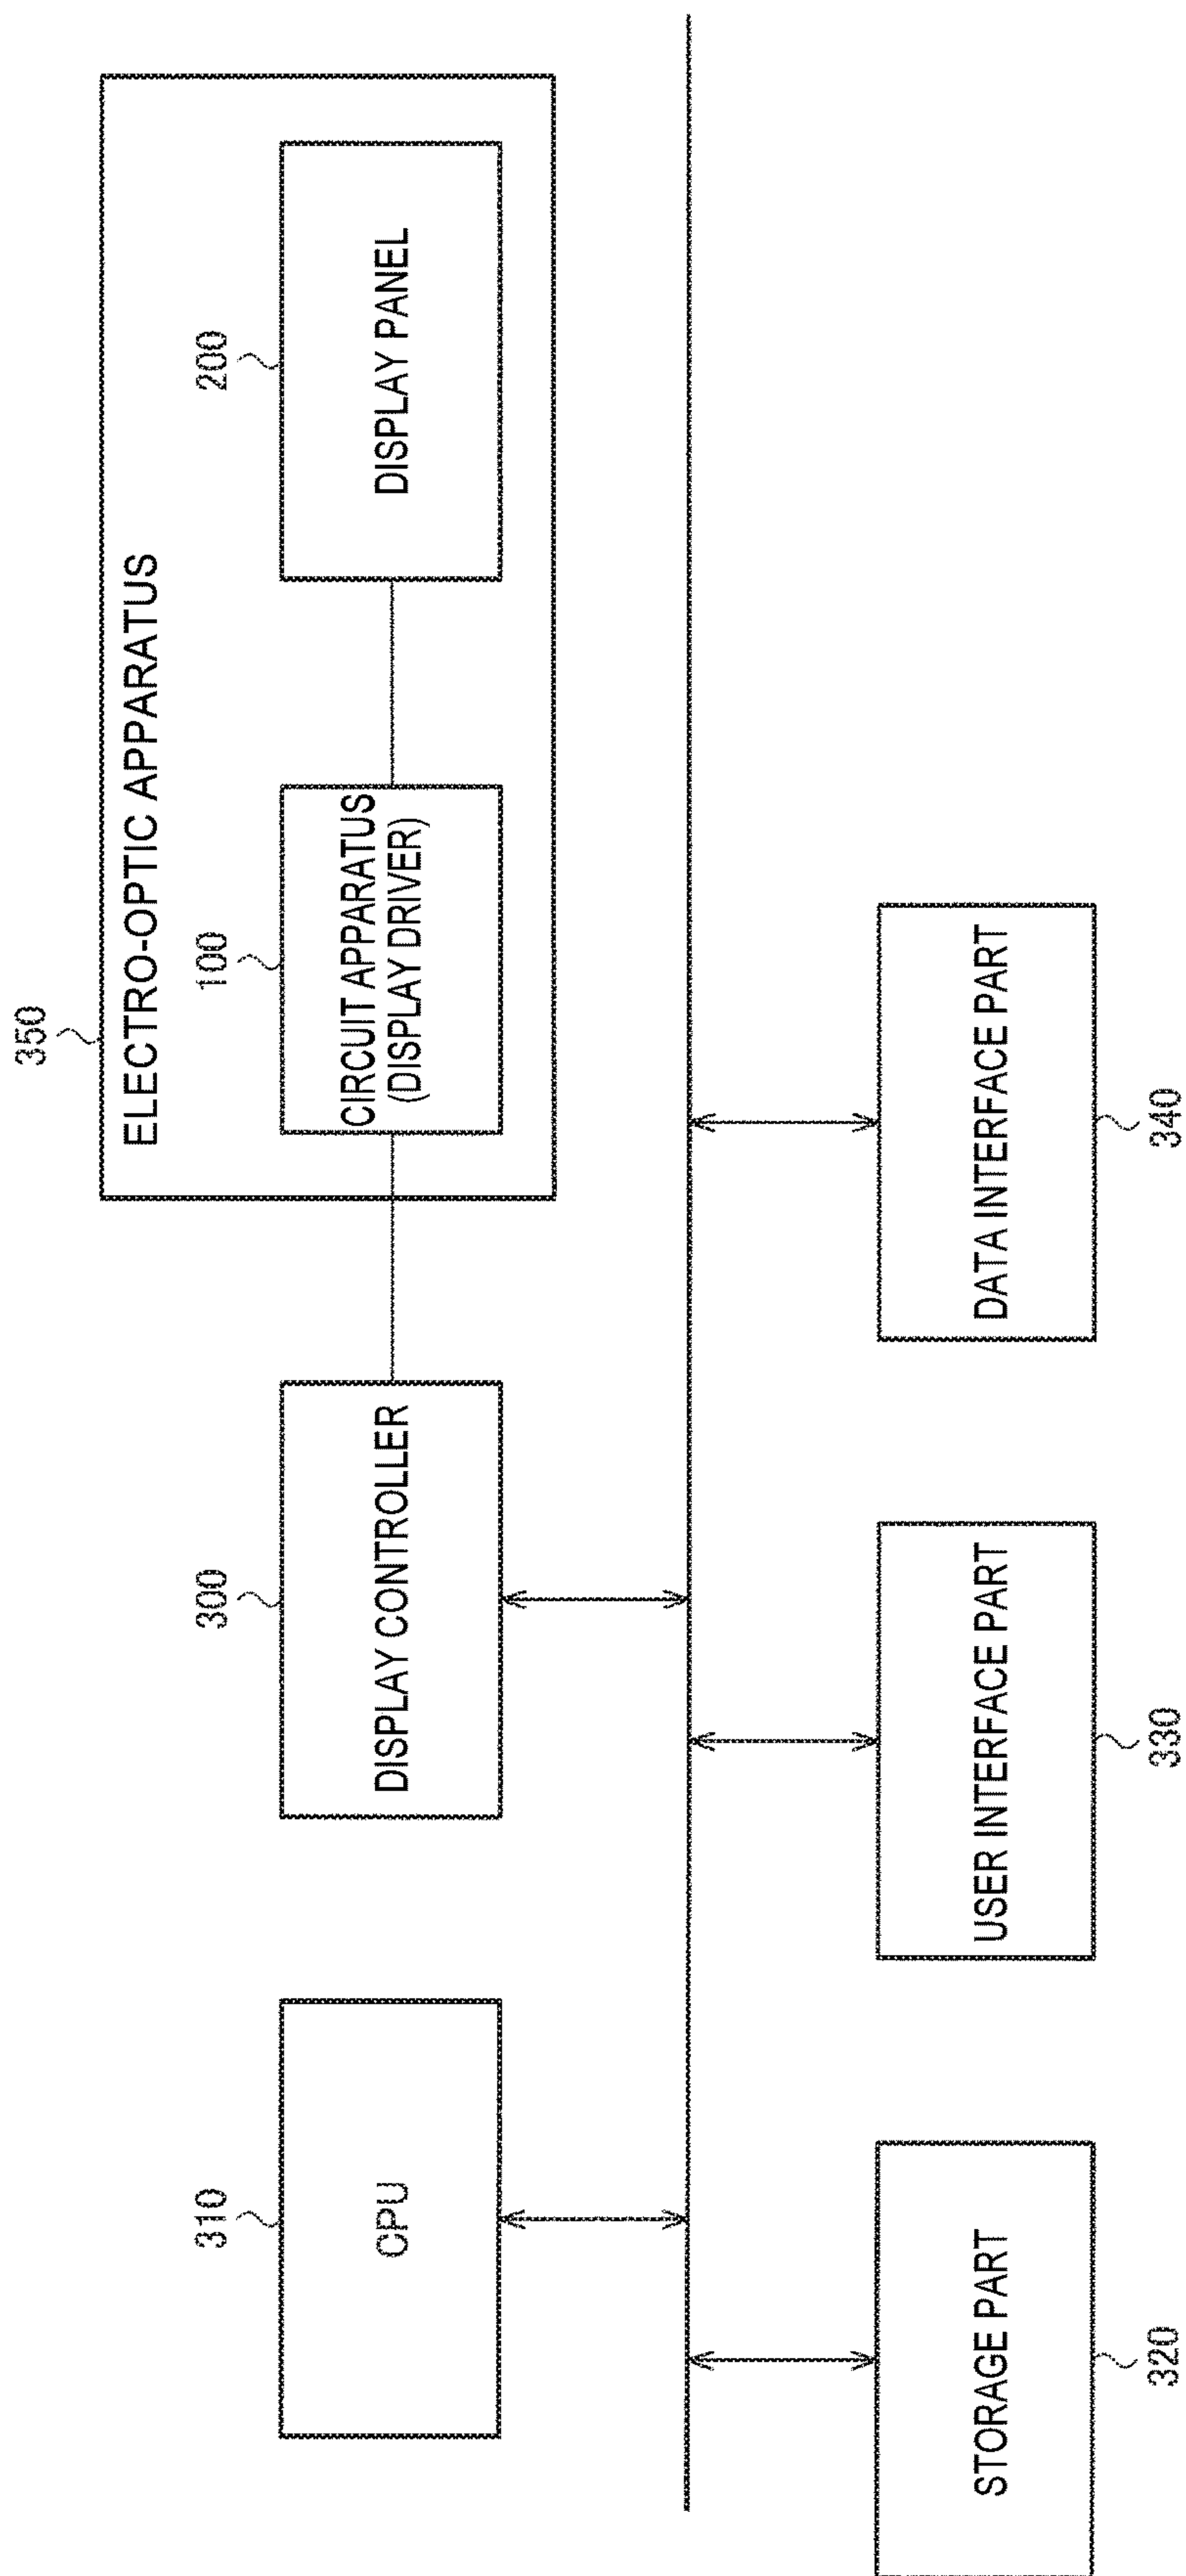 350
ELECTRO-OPTIC APPARATUS
310
CPU
300
DISPLAY CONTROLLER
100
CIRCUIT APPARATUS
(DISPLAY DRIVER)
200
DISPLAY PANEL
STORAGE PART
320
USER INTERFACE PART
330
DATA INTERFACE PART
340